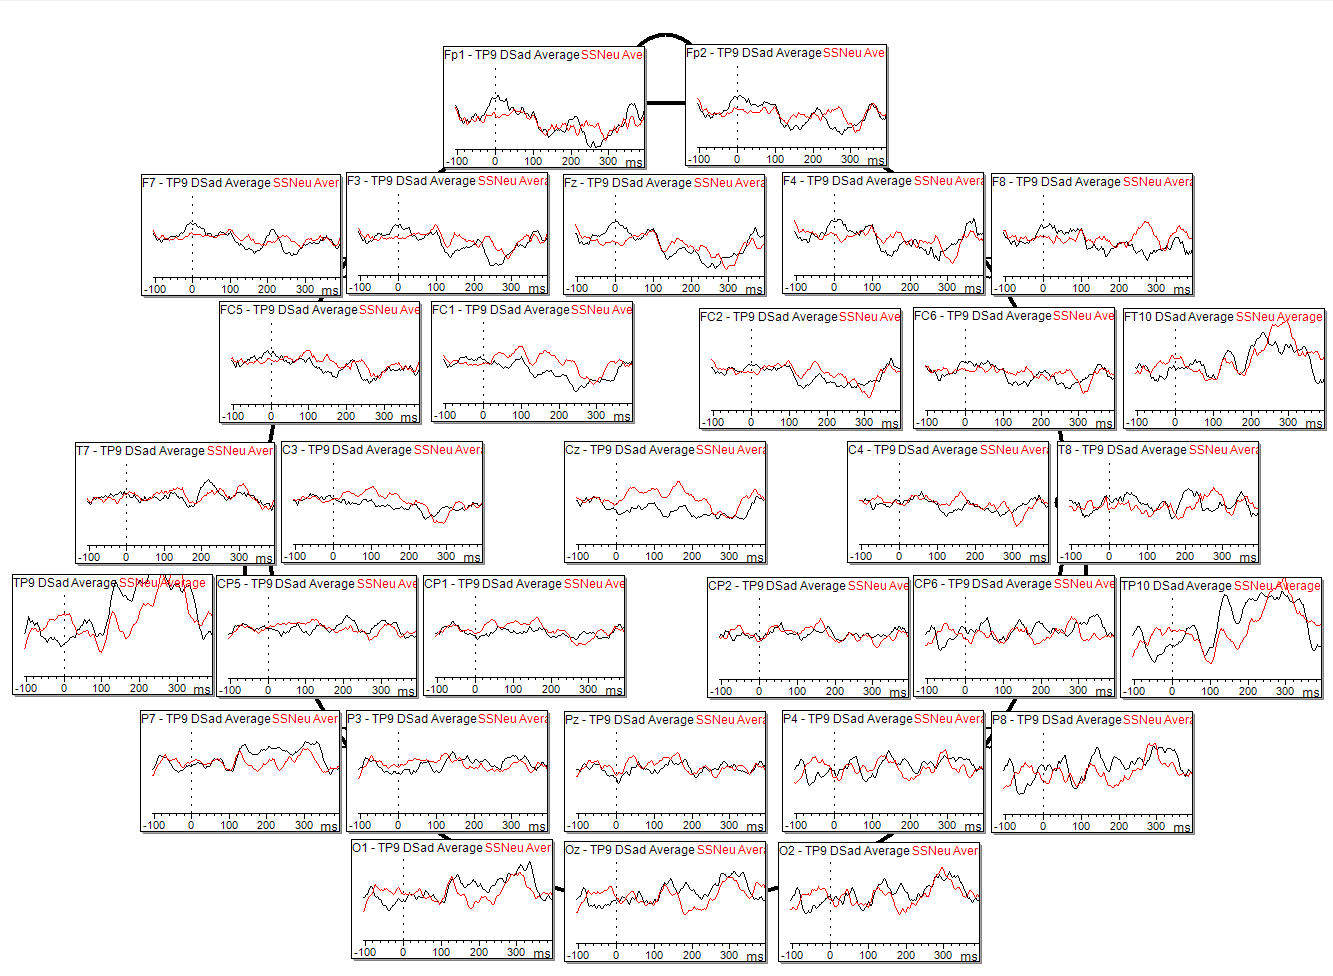 Fp1 - TP9 DSad Average SSNeu Ave
-100 0 100 200 300 ms
Fp2 - TP9 DSad Average SSNeu Ave
-100 0 100 200 300 ms
F7 - TP9 DSad Average SSNeu Aver
-100 0 100 200 300 ms
F3 - TP9 DSad Average SSNeu Avera
-100 0 100 200 300 ms
Fz - TP9 DSad Average SSNeu Avera
-100 0 100 200 300 ms
F4 - TP9 DSad Average SSNeu Avera
-100 0 100 200 300 ms
F8 - TP9 DSad Average SSNeu Aver
-100 0 100 200 300 ms
FC5 - TP9 DSad Average SSNeu Ave
-100 0 100 200 300 ms
FC1 - TP9 DSad Average SSNeu Ave
-100 0 100 200 300 ms
FC2 - TP9 DSad Average SSNeu Ave
-100 0 100 200 300 ms
FC6 - TP9 DSad Average SSNeu Ave
-100 0 100 200 300 ms
FT10 DSad Average SSNeu Average
-100 0 100 200 300 ms
T7 - TP9 DSad Average SSNeu Aver
-100 0 100 200 300 ms
C3 - TP9 DSad Average SSNeu Aver
-100 0 100 200 300 ms
Cz - TP9 DSad Average SSNeu Aver
-100 0 100 200 300 ms
C4 - TP9 DSad Average SSNeu Aver
-100 0 100 200 300 ms
T8 - TP9 DSad Average SSNeu Aver
-100 0 100 200 300 ms
TP9 DSad Average SSNeu Average
-100 0 100 200 300 ms
CP5 - TP9 DSad Average SSNeu Ave
-100 0 100 200 300 ms
CP1 - TP9 DSad Average SSNeu Ave
-100 0 100 200 300 ms
CP2 - TP9 DSad Average SSNeu Ave
-100 0 100 200 300 ms
CP6 - TP9 DSad Average SSNeu Ave
-100 0 100 200 300 ms
TP10 DSad Average SSNeu Average
-100 0 100 200 300 ms
P7 - TP9 DSad Average SSNeu Aver
-100 0 100 200 300 ms
P3 - TP9 DSad Average SSNeu Avera
-100 0 100 200 300 ms
Pz - TP9 DSad Average SSNeu Avera
-100 0 100 200 300 ms
P4 - TP9 DSad Average SSNeu Avera
-100 0 100 200 300 ms
P8 - TP9 DSad Average SSNeu Aver
-100 0 100 200 300 ms
O1 - TP9 DSad Average SSNeu Aver
-100 0 100 200 300 ms
Oz - TP9 DSad Average SSNeu Aver
-100 0 100 200 300 ms
O2 - TP9 DSad Average SSNeu Aver
-100 0 100 200 300 ms